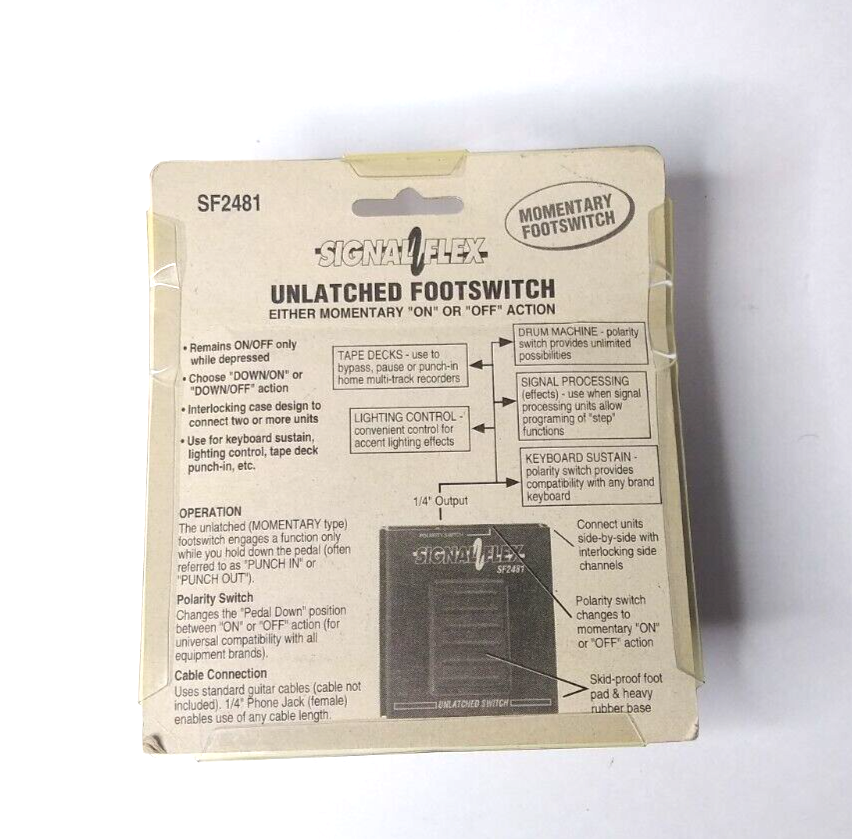 SF2481
MOMENTARY
FOOTSWITCH
SIGNAL FLEX
UNLATCHED FOOTSWITCH
EITHER MOMENTARY "ON" OR "OFF" ACTION
• Remains ON/OFF only
while depressed
• Choose "DOWN/ON" or
"DOWN/OFF" action
• Interlocking case design to
connect two or more units
• Use for keyboard sustain,
lighting control, tape deck
punch-in, etc.
TAPE DECKS - use to
bypass, pause or punch-in
home multi-track recorders
LIGHTING CONTROL -
convenient control for
accent lighting effects
DRUM MACHINE - polarity
switch provides unlimited
possibilities
SIGNAL PROCESSING
(effects) - use when signal
processing units allow
programing of "step"
functions
KEYBOARD SUSTAIN -
polarity switch provides
compatibility with any brand
keyboard
1/4" Output
OPERATION
The unlatched (MOMENTARY type)
footswitch engages a function only
while you hold down the pedal (often
referred to as "PUNCH IN" or
"PUNCH OUT").
Polarity Switch
Changes the "Pedal Down" position
between "ON" or "OFF" action (for
universal compatibility with all
equipment brands).
Cable Connection
Uses standard guitar cables (cable not
included). 1/4" Phone Jack (female)
enables use of any cable length.
POLARITY SWITCH
SIGNAL FLEX
SF2481
UNLATCHED SWITCH
Connect units
side-by-side with
interlocking side
channels
Polarity switch
changes to
momentary "ON"
or "OFF" action
Skid-proof foot
pad & heavy
rubber base